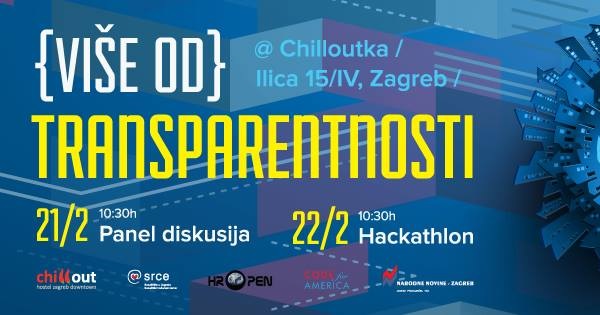 {VIŠE OD}
@ Chilloutka /
Ilica 15/IV, Zagreb /
TRANSPARENTNOSTI
21/2 10:30h
Panel diskusija
22/2 10:30h
Hackathlon
chillout
hostel zagreb downtown
srce
HROPEN
CODE for
AMERICA
NARODNE NOVINE - ZAGREB